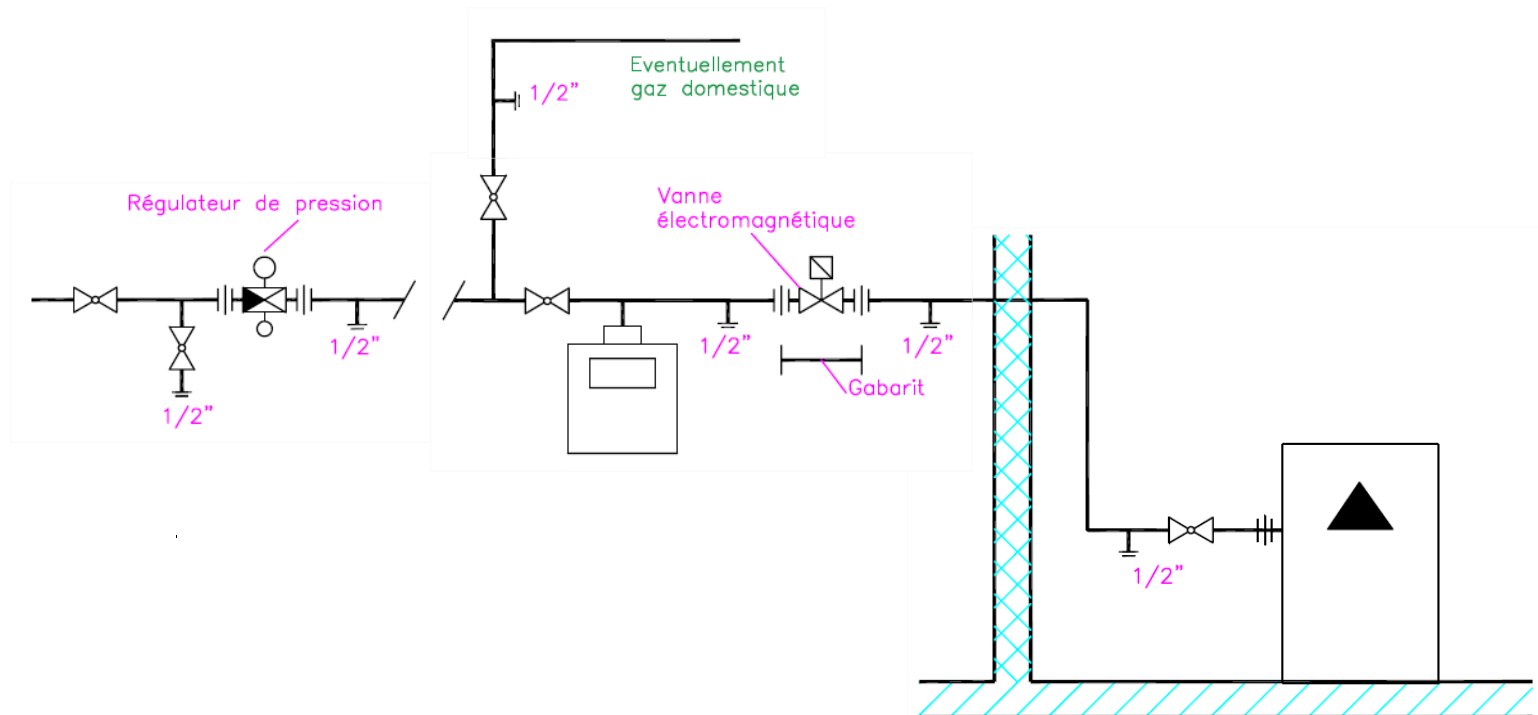 Eventuellement
gaz domestique
1/2"
Régulateur de pression
Vanne
électromagnétique
1/2"
1/2"
1/2"
Gabarit
1/2"
1/2"